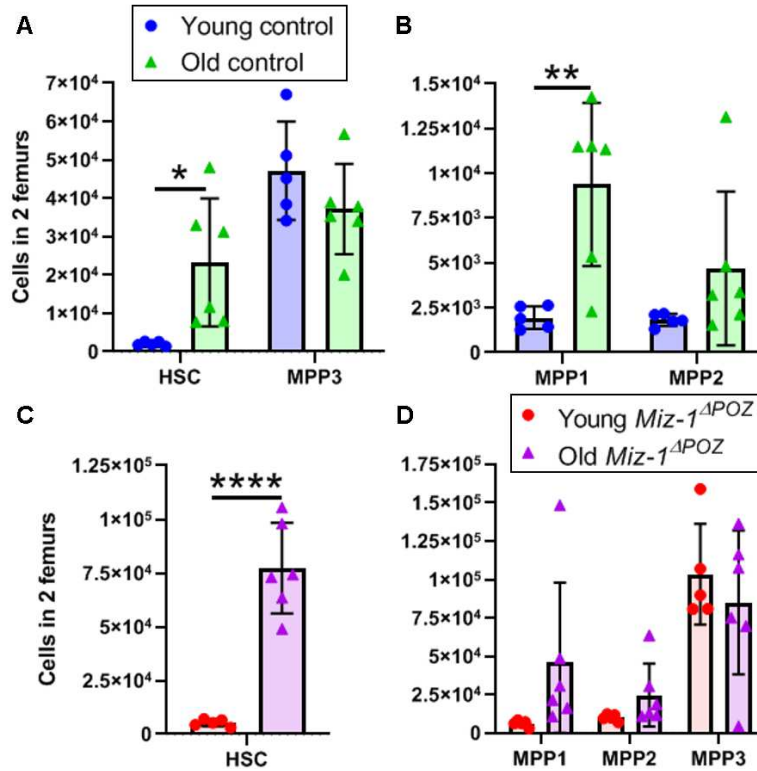 A
Young control
Old control
Cells in 2 femurs
7×10⁴
6×10⁴
5×10⁴
4×10⁴
3×10⁴
2×10⁴
1×10⁴
0
*
HSC
MPP3
B
1.5×10⁴
1.25×10⁴
1×10⁴
7.5×10³
5×10³
2.5×10³
0
**
MPP1
MPP2
C
Cells in 2 femurs
1.25×10⁵
1×10⁵
7.5×10⁴
5×10⁴
2.5×10⁴
0
****
HSC
D
Young Miz-1ΔPOZ
Old Miz-1ΔPOZ
1.75×10⁵
1.5×10⁵
1.25×10⁵
1×10⁵
7.5×10⁴
5×10⁴
2.5×10⁴
0
MPP1
MPP2
MPP3